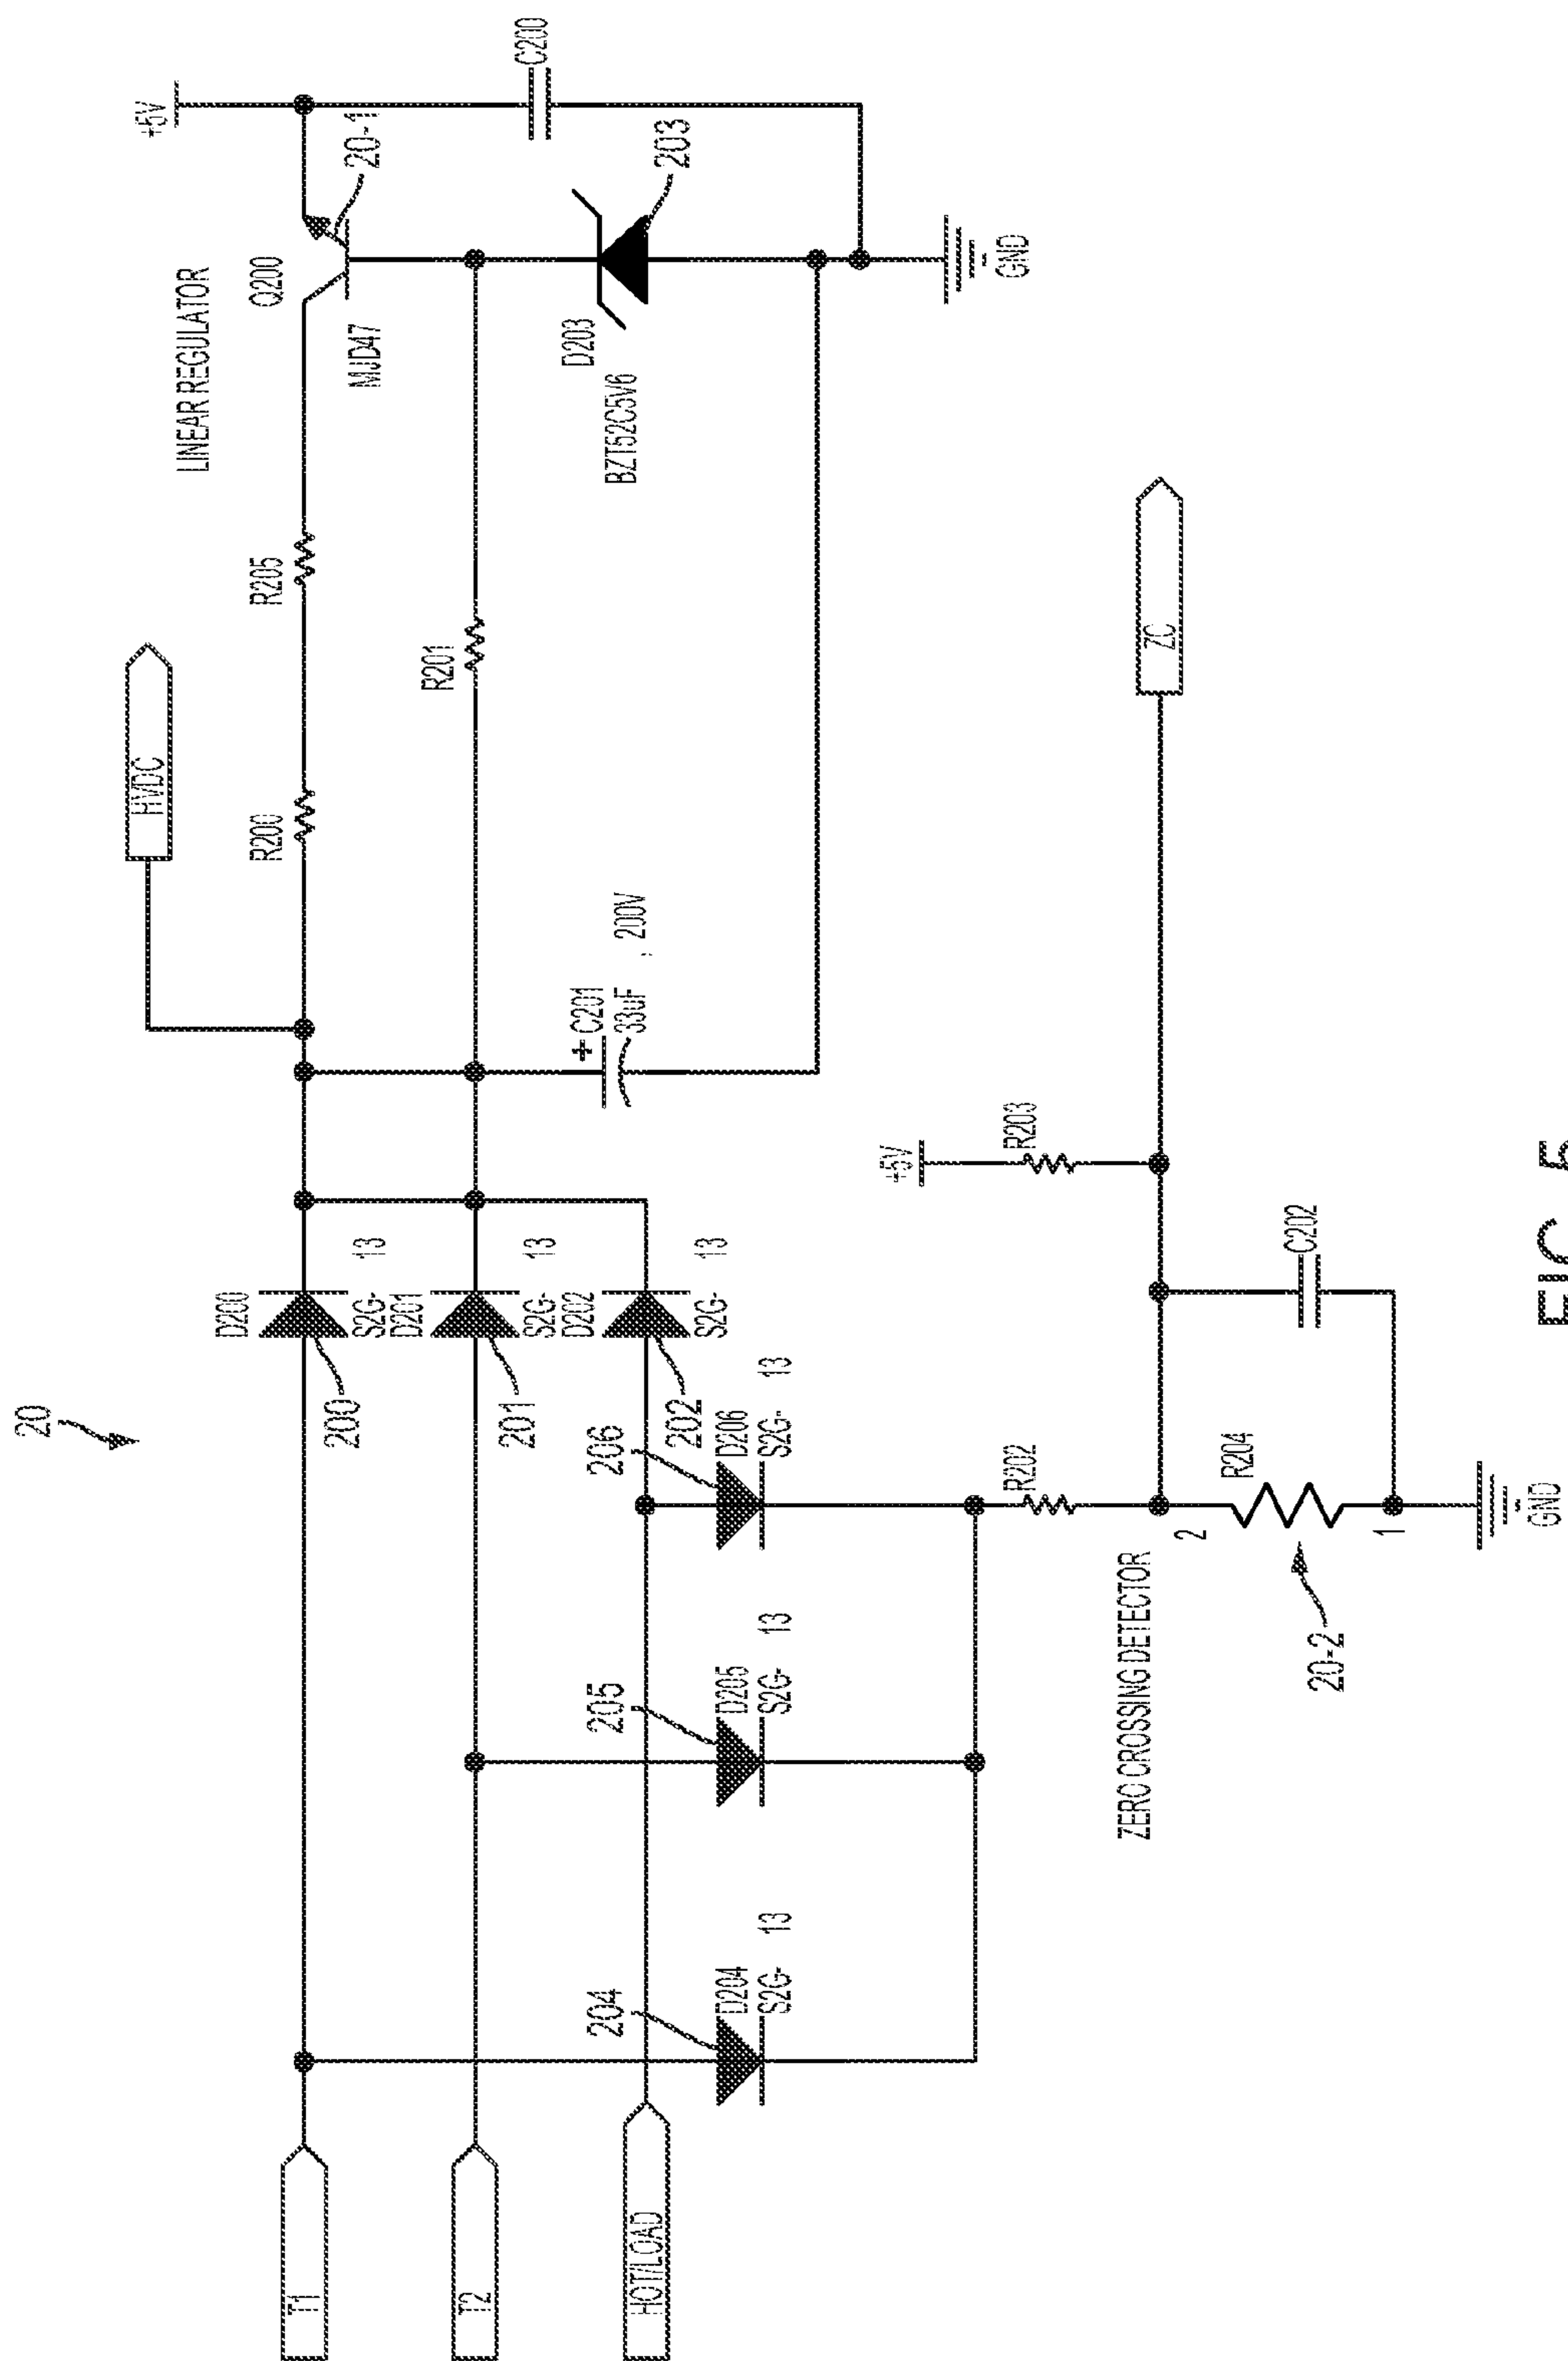 20
T1
T2
HOT/LOAD
204
D204
S2G- 13
205
D205
S2G- 13
206
D206
S2G- 13
D200
S2G- 13
200
D201
S2G- 13
201
D202
S2G- 13
202
HVDC
R200
R205
LINEAR REGULATOR
Q200
MJD47
20-1
+5V
R201
+
C201
33uF , 200V
D203
BZT52C5V6
203
C200
GND
ZERO CROSSING DETECTOR
R202
2
R204
1
20-2
GND
C202
+5V
R203
ZC
FIG. 5